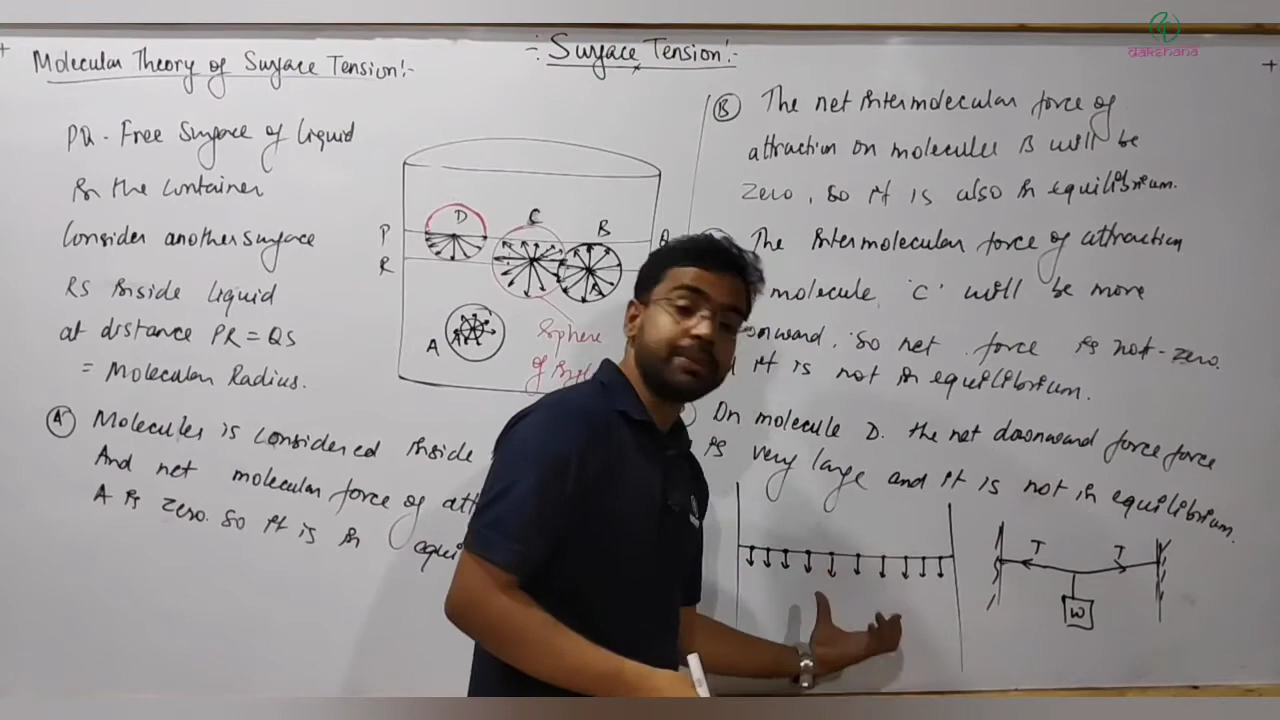 Surface Tension:-
dakshana
Molecular Theory of Surface Tension:-
PQ - Free Surface of Liquid
in the container
Consider another surface
RS inside liquid
at distance PR = QS
= Molecular Radius.
(A) Molecules is considered inside
And net molecular force of
A is zero. So it is in
P
R
D
C
B
A
Sphere
of
(B) The net intermolecular force of
attraction on molecules B will be
zero, so it is also in equilibrium.
The intermolecular force of attraction
molecule 'C' will be more
So net force is not-zero.
it is not in equilibrium.
On molecule D. the net downward force force
is very large and it is not in equilibrium.
T
T
W